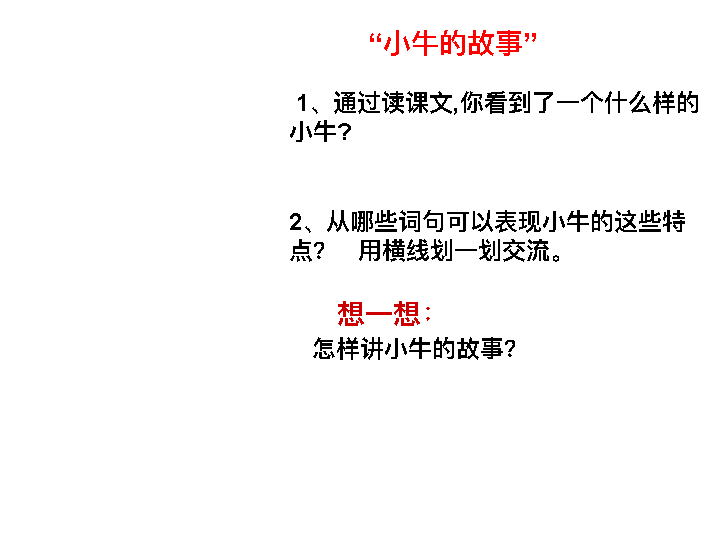 “小牛的故事”
1、通过读课文,你看到了一个什么样的
小牛?
2、从哪些词句可以表现小牛的这些特
点? 用横线划一划交流。
想一想：
怎样讲小牛的故事?